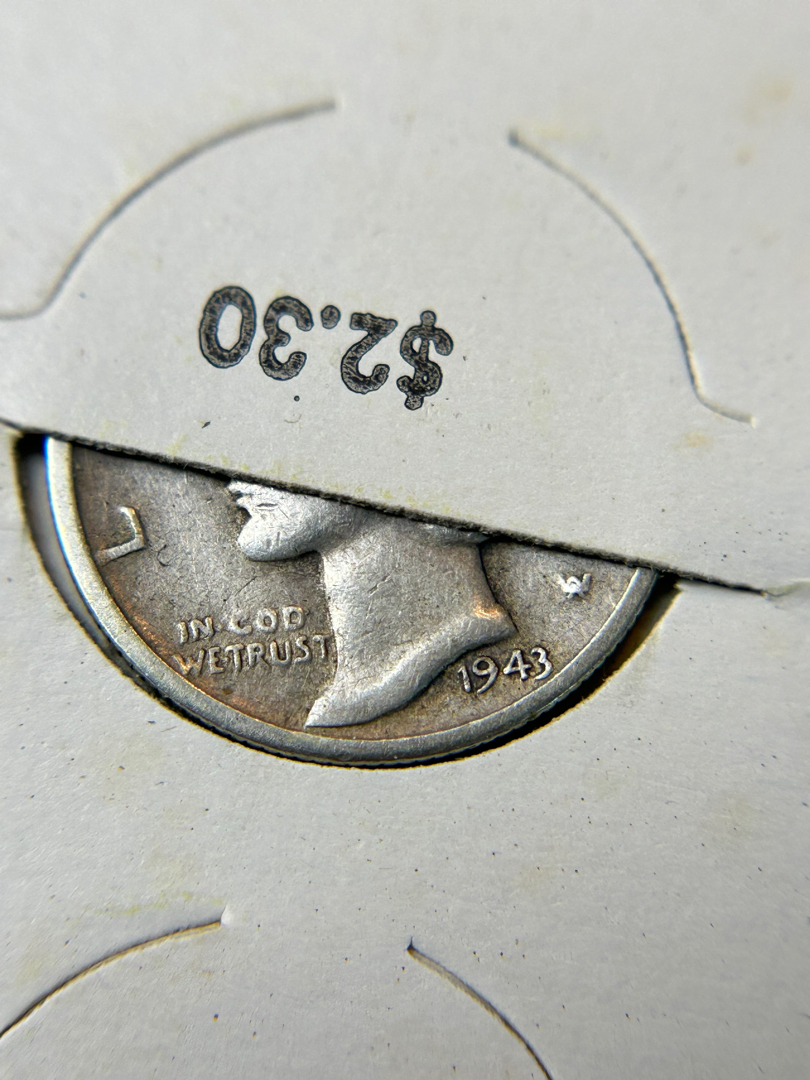 $2.30
L
IN GOD
WE TRUST
1943
W